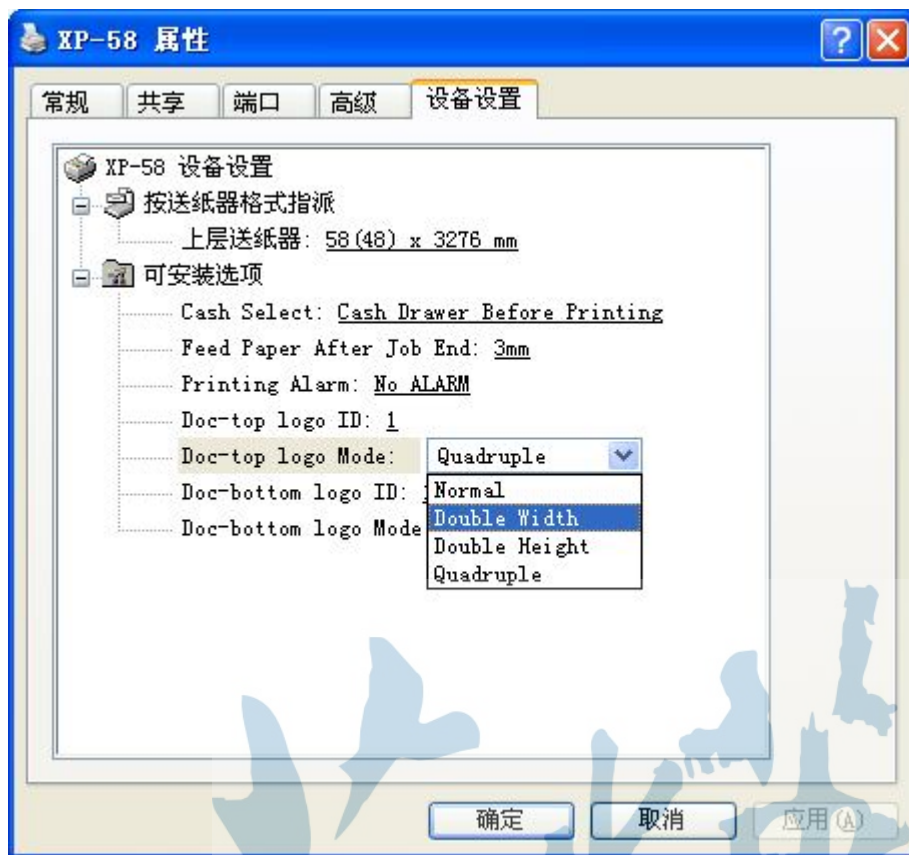 XP-58 属性
常规 共享 端口 高级 设备设置
XP-58 设备设置
按送纸器格式指派
上层送纸器: 58(48) x 3276 mm
可安装选项
Cash Select: Cash Drawer Before Printing
Feed Paper After Job End: 3mm
Printing Alarm: No ALARM
Doc-top logo ID: 1
Doc-top logo Mode: Quadruple
Doc-bottom logo ID:
Normal
Double Width
Doc-bottom logo Mode
Double Height
Quadruple
确定 取消 应用(A)